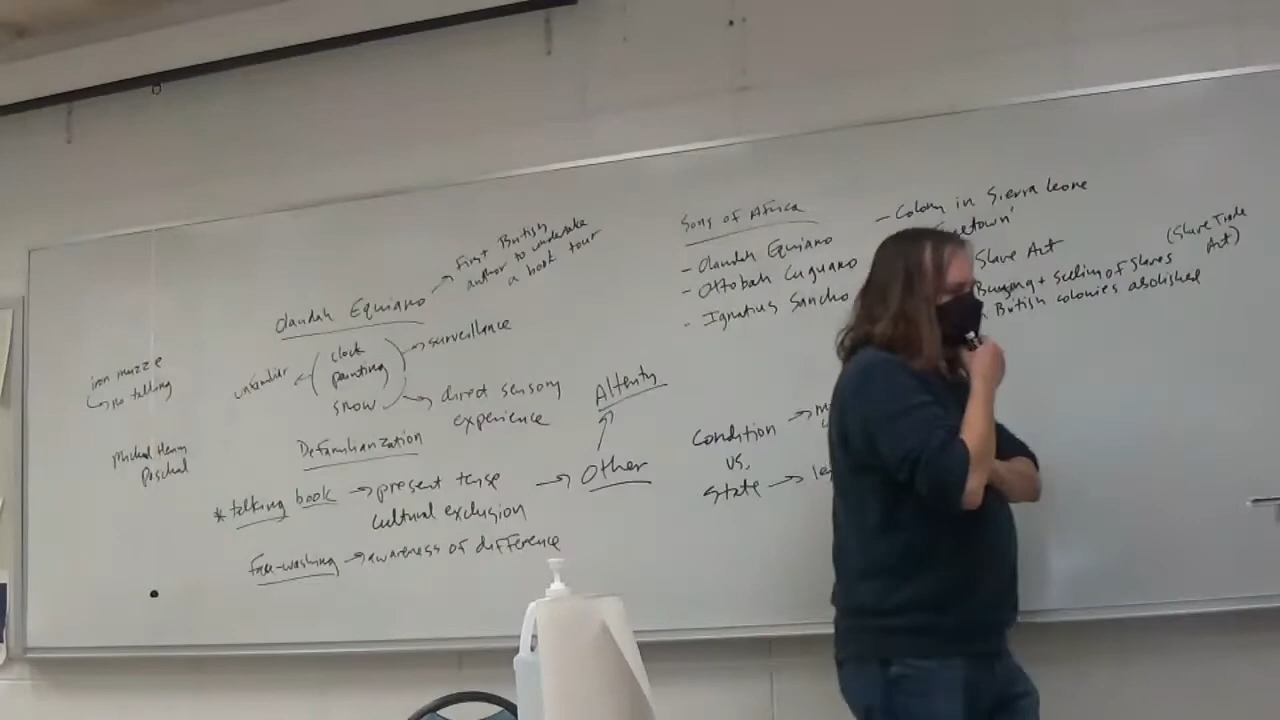 iron muzzle
no talking
Michael Henry
Paschal
Olaudah Equiano
First British
author to undertake
a book tour
unfamiliar
clock
painting
snow
surveillance
direct sensory
experience
Defamiliarization
*talking book → present tense
cultural exclusion
→ Other
Alterity
face-washing → awareness of difference
Sons of Africa
- Olaudah Equiano
- Ottobah Cuguano
- Ignatius Sancho
Condition →
vs.
State →
- Colony in Sierra Leone
Slave Act
(Slave Trade
Act)
Buying + selling of slaves
British colonies abolished